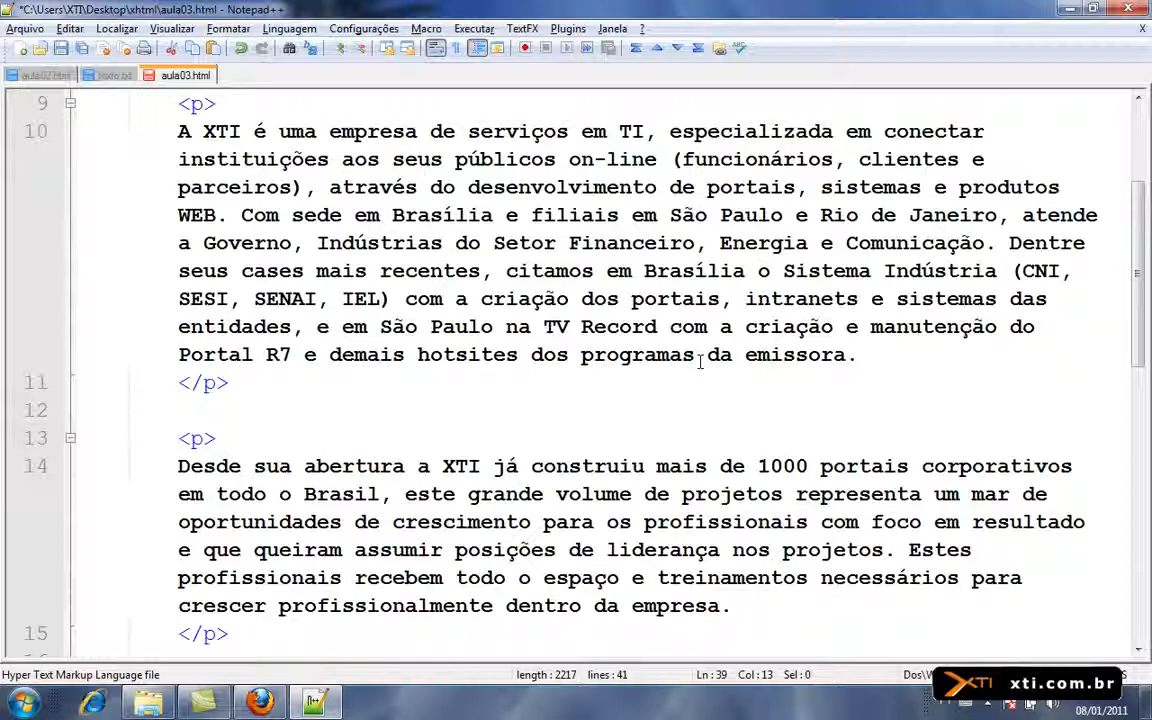 *C:\Users\XTI\Desktop\xhtml\aula03.html - Notepad++
Arquivo Editar Localizar Visualizar Formatar Linguagem Configurações Macro Executar TextFX Plugins Janela ? X
aula02.html texto.txt aula03.html
9 <p>
10 A XTI é uma empresa de serviços em TI, especializada em conectar
instituições aos seus públicos on-line (funcionários, clientes e
parceiros), através do desenvolvimento de portais, sistemas e produtos
WEB. Com sede em Brasília e filiais em São Paulo e Rio de Janeiro, atende
a Governo, Indústrias do Setor Financeiro, Energia e Comunicação. Dentre
seus cases mais recentes, citamos em Brasília o Sistema Indústria (CNI,
SESI, SENAI, IEL) com a criação dos portais, intranets e sistemas das
entidades, e em São Paulo na TV Record com a criação e manutenção do
Portal R7 e demais hotsites dos programas da emissora.
11 </p>
12
13 <p>
14 Desde sua abertura a XTI já construiu mais de 1000 portais corporativos
em todo o Brasil, este grande volume de projetos representa um mar de
oportunidades de crescimento para os profissionais com foco em resultado
e que queiram assumir posições de liderança nos projetos. Estes
profissionais recebem todo o espaço e treinamentos necessários para
crescer profissionalmente dentro da empresa.
15 </p>
Hyper Text Markup Language file length : 2217 lines : 41 Ln : 39 Col : 13 Sel : 0
XTI xti.com.br
08/01/2011